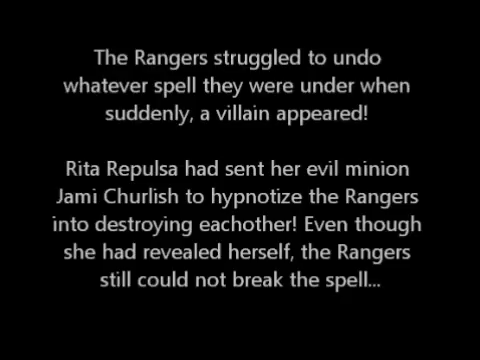 The Rangers struggled to undo
whatever spell they were under when
suddenly, a villain appeared!
Rita Repulsa had sent her evil minion
Jami Churlish to hypnotize the Rangers
into destroying eachother! Even though
she had revealed herself, the Rangers
still could not break the spell...